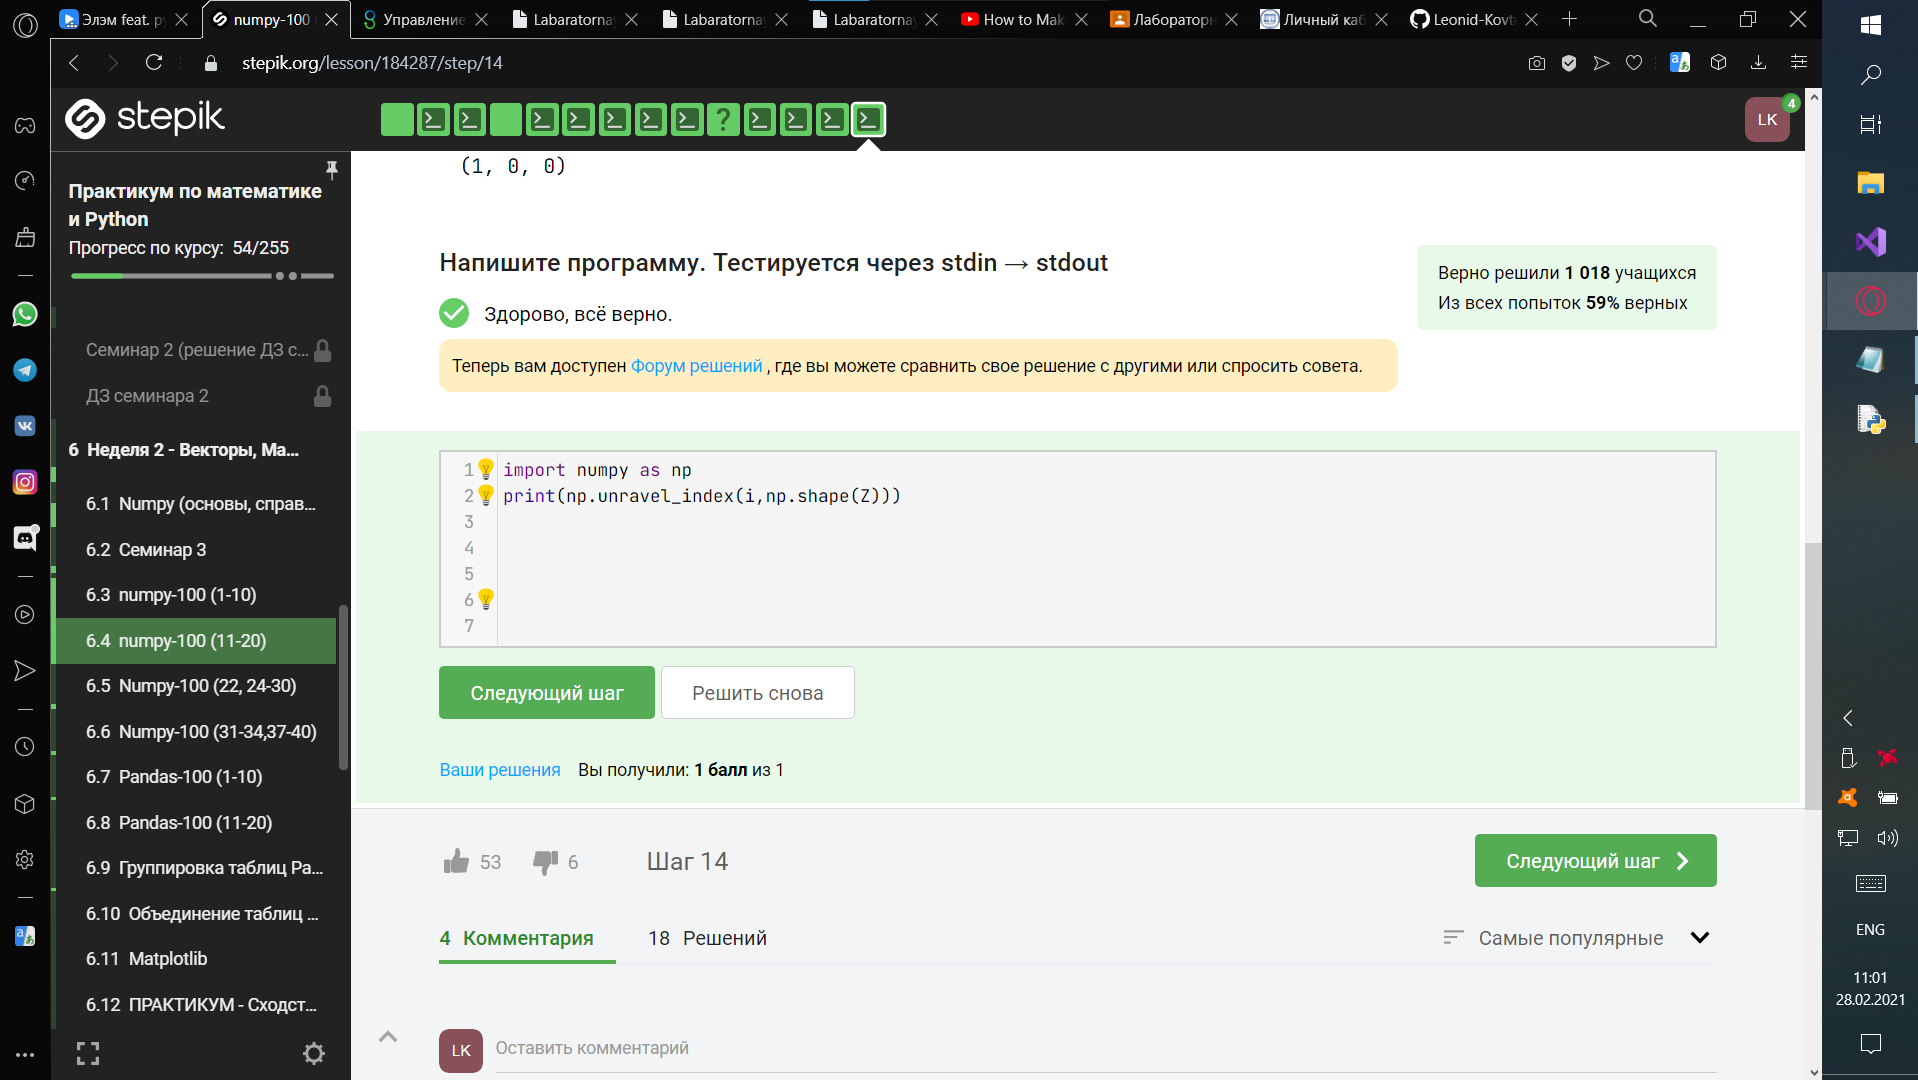 Элэм feat. ру
numpy-100
Управление
Labaratorna
Labaratorna
Labaratorna
How to Mak
Лаборатор
Личный каб
Leonid-Kovt
stepik.org/lesson/184287/step/14
stepik
LK
4
Практикум по математике
и Python
Прогресс по курсу: 54/255
Семинар 2 (решение ДЗ с...
ДЗ семинара 2
6 Неделя 2 - Векторы, Ма...
6.1 Numpy (основы, справ...
6.2 Семинар 3
6.3 numpy-100 (1-10)
6.4 numpy-100 (11-20)
6.5 Numpy-100 (22, 24-30)
6.6 Numpy-100 (31-34,37-40)
6.7 Pandas-100 (1-10)
6.8 Pandas-100 (11-20)
6.9 Группировка таблиц Pa...
6.10 Объединение таблиц ...
6.11 Matplotlib
6.12 ПРАКТИКУМ - Сходст...
(1, 0, 0)
Напишите программу. Тестируется через stdin → stdout
Верно решили 1 018 учащихся
Из всех попыток 59% верных
Здорово, всё верно.
Теперь вам доступен Форум решений , где вы можете сравнить свое решение с другими или спросить совета.
1 import numpy as np
2 print(np.unravel_index(i,np.shape(Z)))
3
4
5
6
7
Следующий шаг
Решить снова
Ваши решения Вы получили: 1 балл из 1
53
6
Шаг 14
Следующий шаг
4 Комментария
18 Решений
Самые популярные
LK
Оставить комментарий
ENG
11:01
28.02.2021